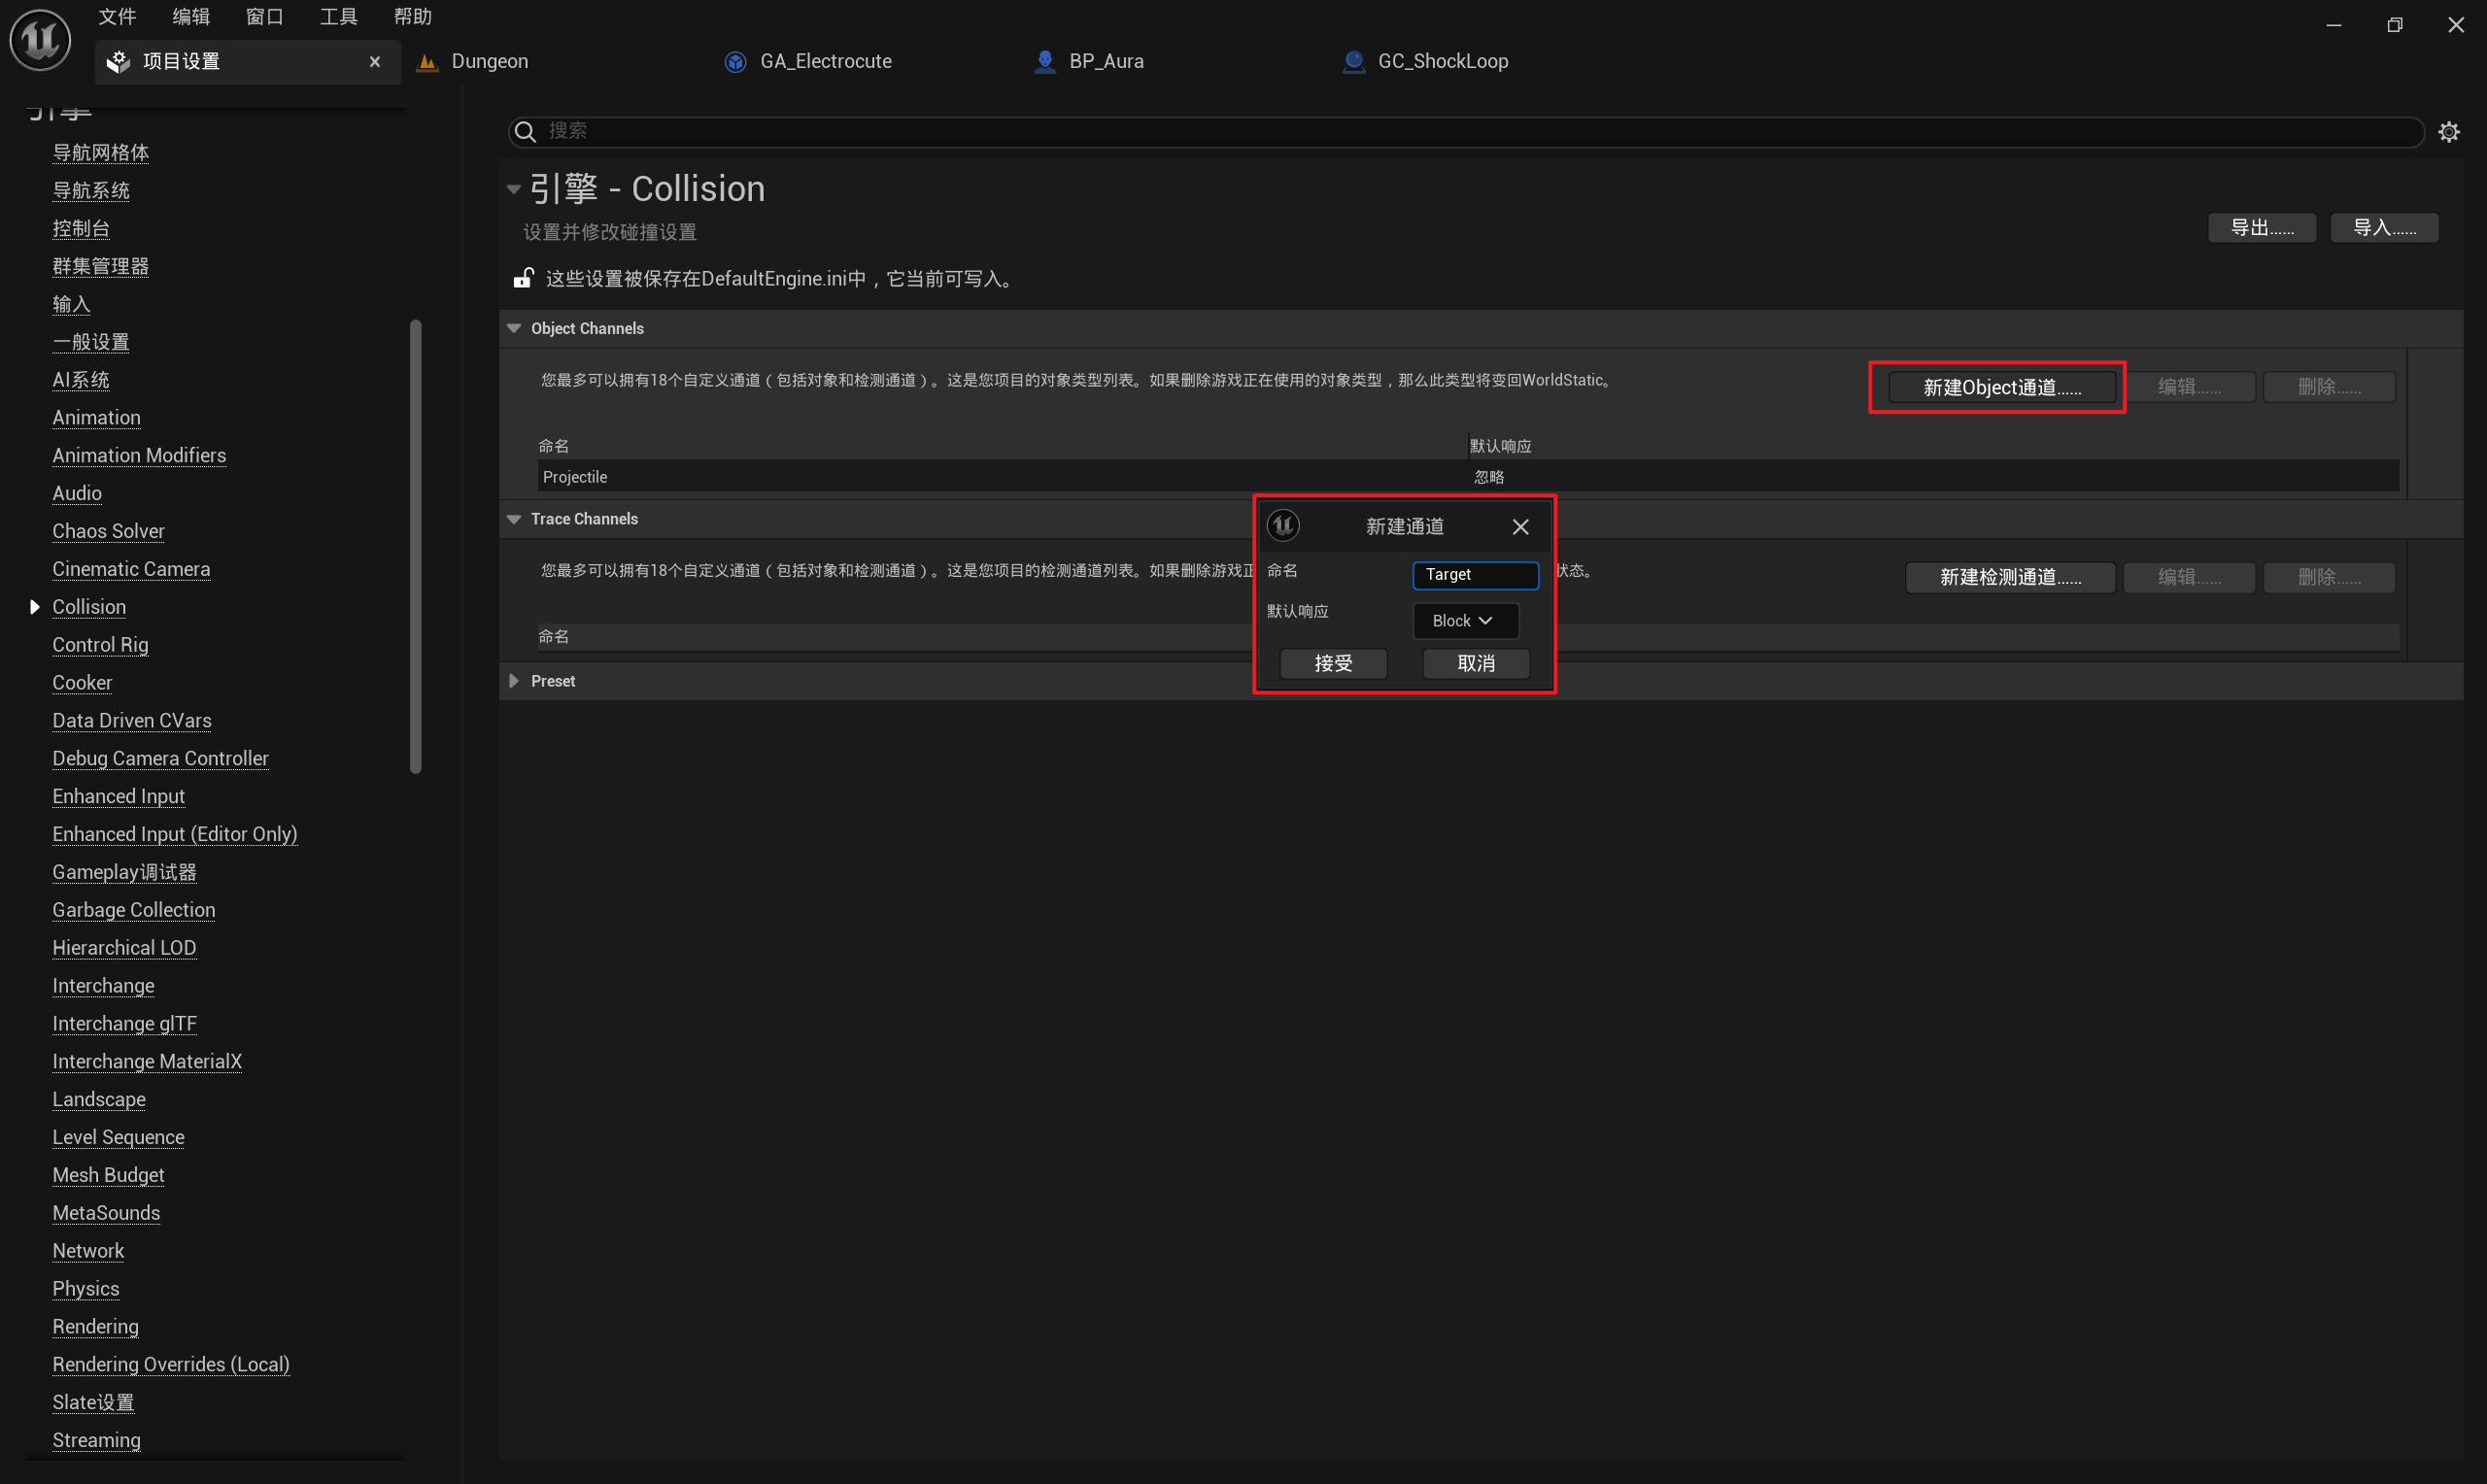 文件 编辑 窗口 工具 帮助
项目设置 Dungeon GA_Electrocute BP_Aura GC_ShockLoop
引擎
导航网格体
导航系统
控制台
群集管理器
输入
一般设置
AI系统
Animation
Animation Modifiers
Audio
Chaos Solver
Cinematic Camera
Collision
Control Rig
Cooker
Data Driven CVars
Debug Camera Controller
Enhanced Input
Enhanced Input (Editor Only)
Gameplay调试器
Garbage Collection
Hierarchical LOD
Interchange
Interchange glTF
Interchange MaterialX
Landscape
Level Sequence
Mesh Budget
MetaSounds
Network
Physics
Rendering
Rendering Overrides (Local)
Slate设置
Streaming
搜索
引擎 - Collision
设置并修改碰撞设置
导出...... 导入......
这些设置被保存在DefaultEngine.ini中，它当前可写入。
Object Channels
您最多可以拥有18个自定义通道（包括对象和检测通道）。这是您项目的对象类型列表。如果删除游戏正在使用的对象类型，那么此类型将变回WorldStatic。
新建Object通道...... 编辑...... 删除......
命名 默认响应
Projectile 忽略
Trace Channels
您最多可以拥有18个自定义通道（包括对象和检测通道）。这是您项目的检测通道列表。如果删除游戏正 状态。
新建检测通道...... 编辑...... 删除......
命名
Preset
新建通道
命名 Target
默认响应 Block
接受 取消